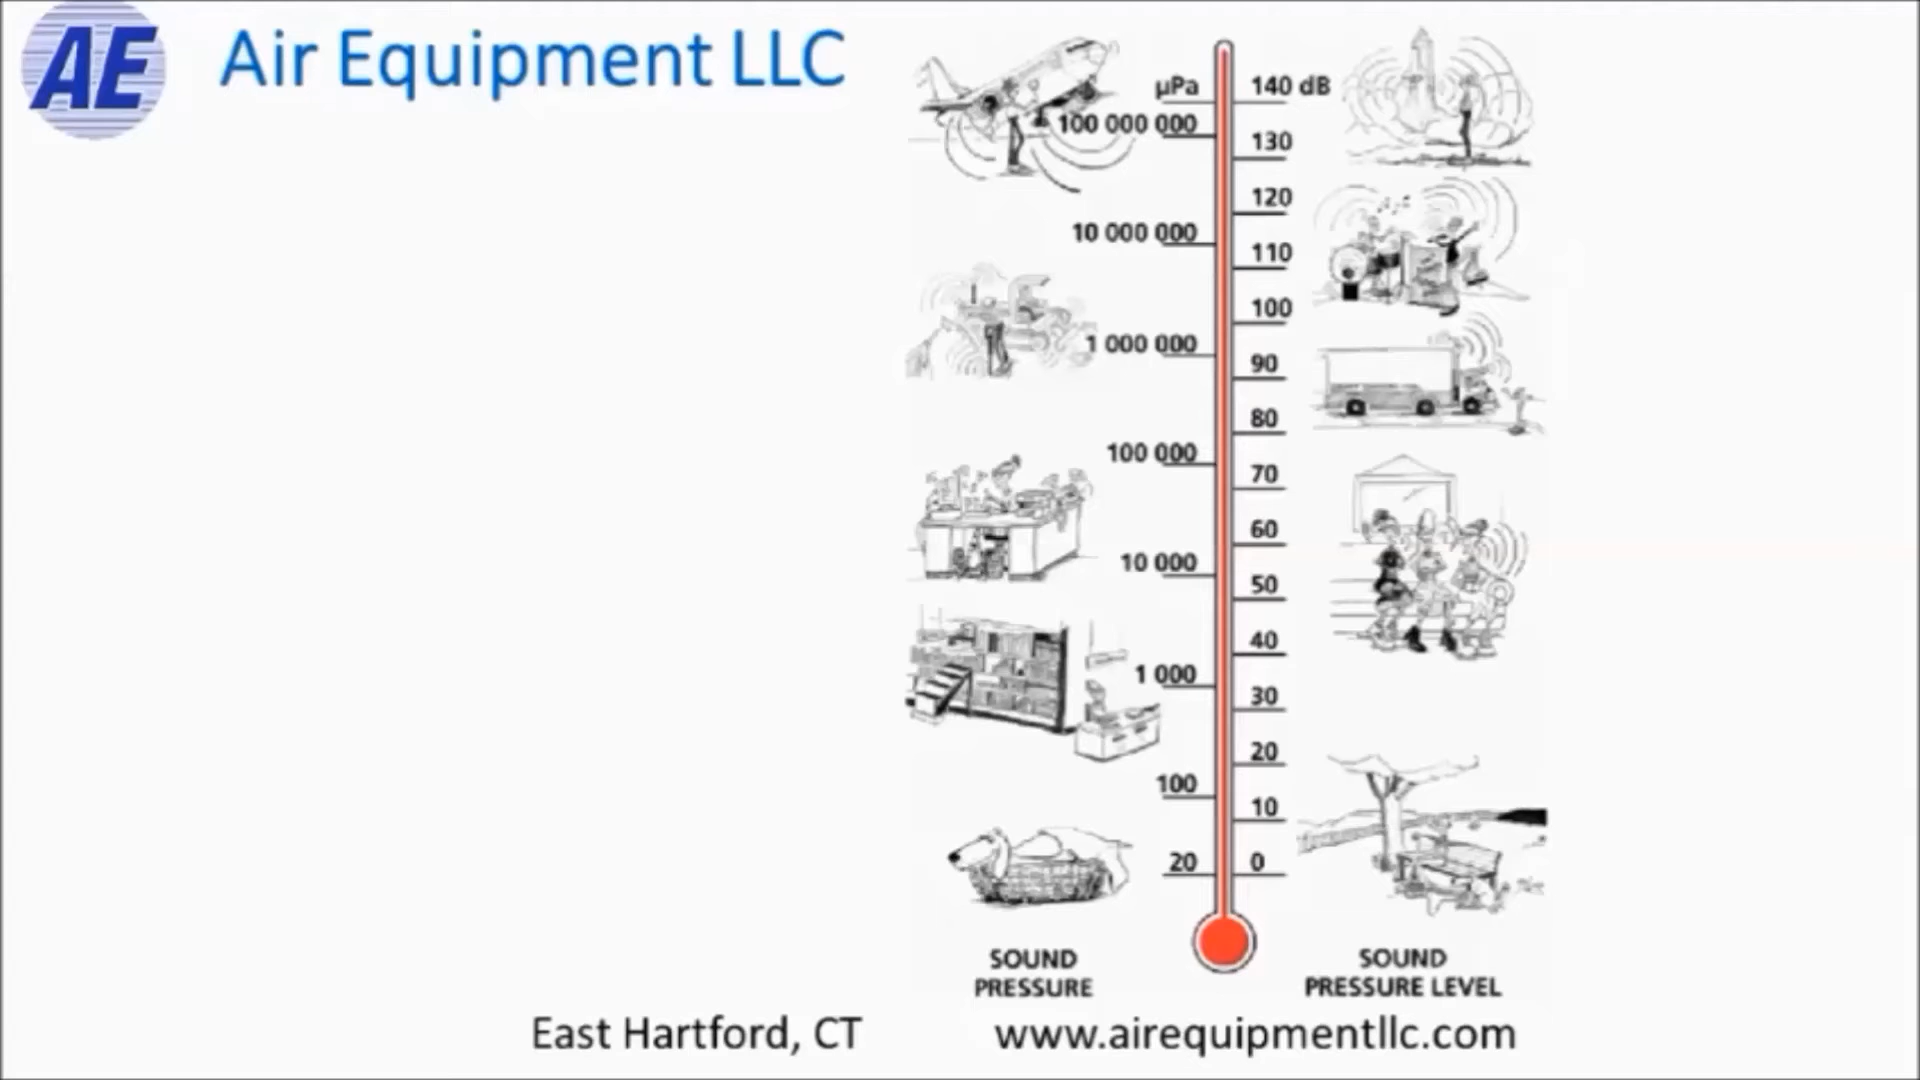 AE
Air Equipment LLC
µPa
140 dB
100 000 000
130
120
10 000 000
110
100
1 000 000
90
80
100 000
70
60
10 000
50
40
1 000
30
20
100
10
20
0
SOUND
PRESSURE
SOUND
PRESSURE LEVEL
East Hartford, CT
www.airequipmentllc.com